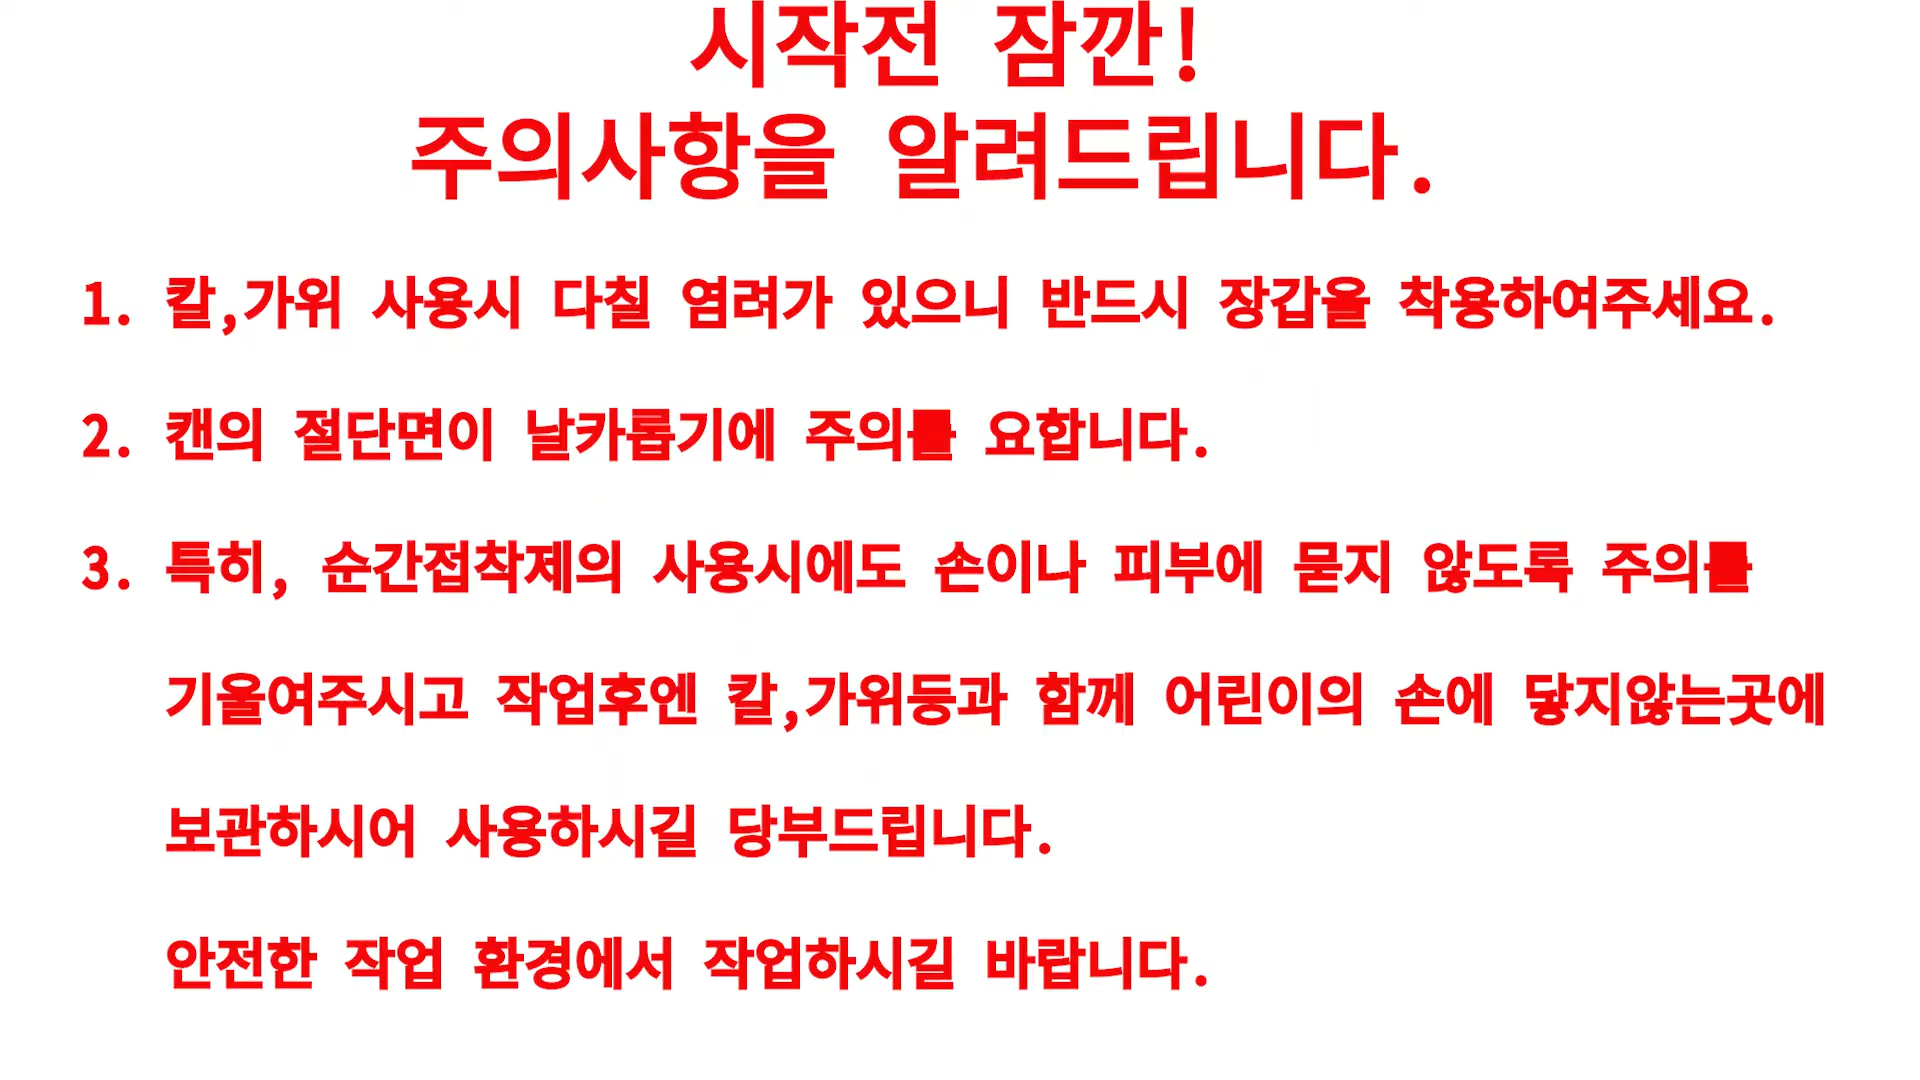 시작전 잠깐!
주의사항을 알려드립니다.
1. 칼,가위 사용시 다칠 염려가 있으니 반드시 장갑을 착용하여주세요.
2. 캔의 절단면이 날카롭기에 주의를 요합니다.
3. 특히, 순간접착제의 사용시에도 손이나 피부에 묻지 않도록 주의를
기울여주시고 작업후엔 칼,가위등과 함께 어린이의 손에 닿지않는곳에
보관하시어 사용하시길 당부드립니다.
안전한 작업 환경에서 작업하시길 바랍니다.